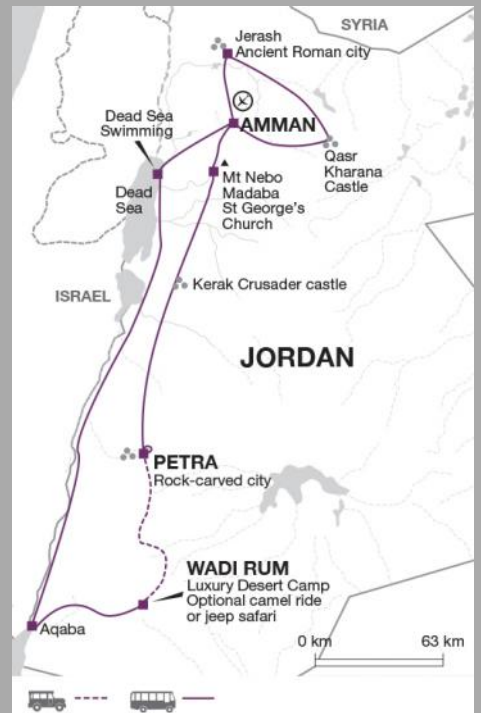 SYRIA
Jerash
Ancient Roman city
Dead Sea
Swimming
AMMAN
Qasr
Kharana
Castle
Dead
Sea
Mt Nebo
Madaba
St George's
Church
ISRAEL
Kerak Crusader castle
JORDAN
PETRA
Rock-carved city
WADI RUM
Luxury Desert Camp
Optional camel ride
or jeep safari
Aqaba
0 km 63 km